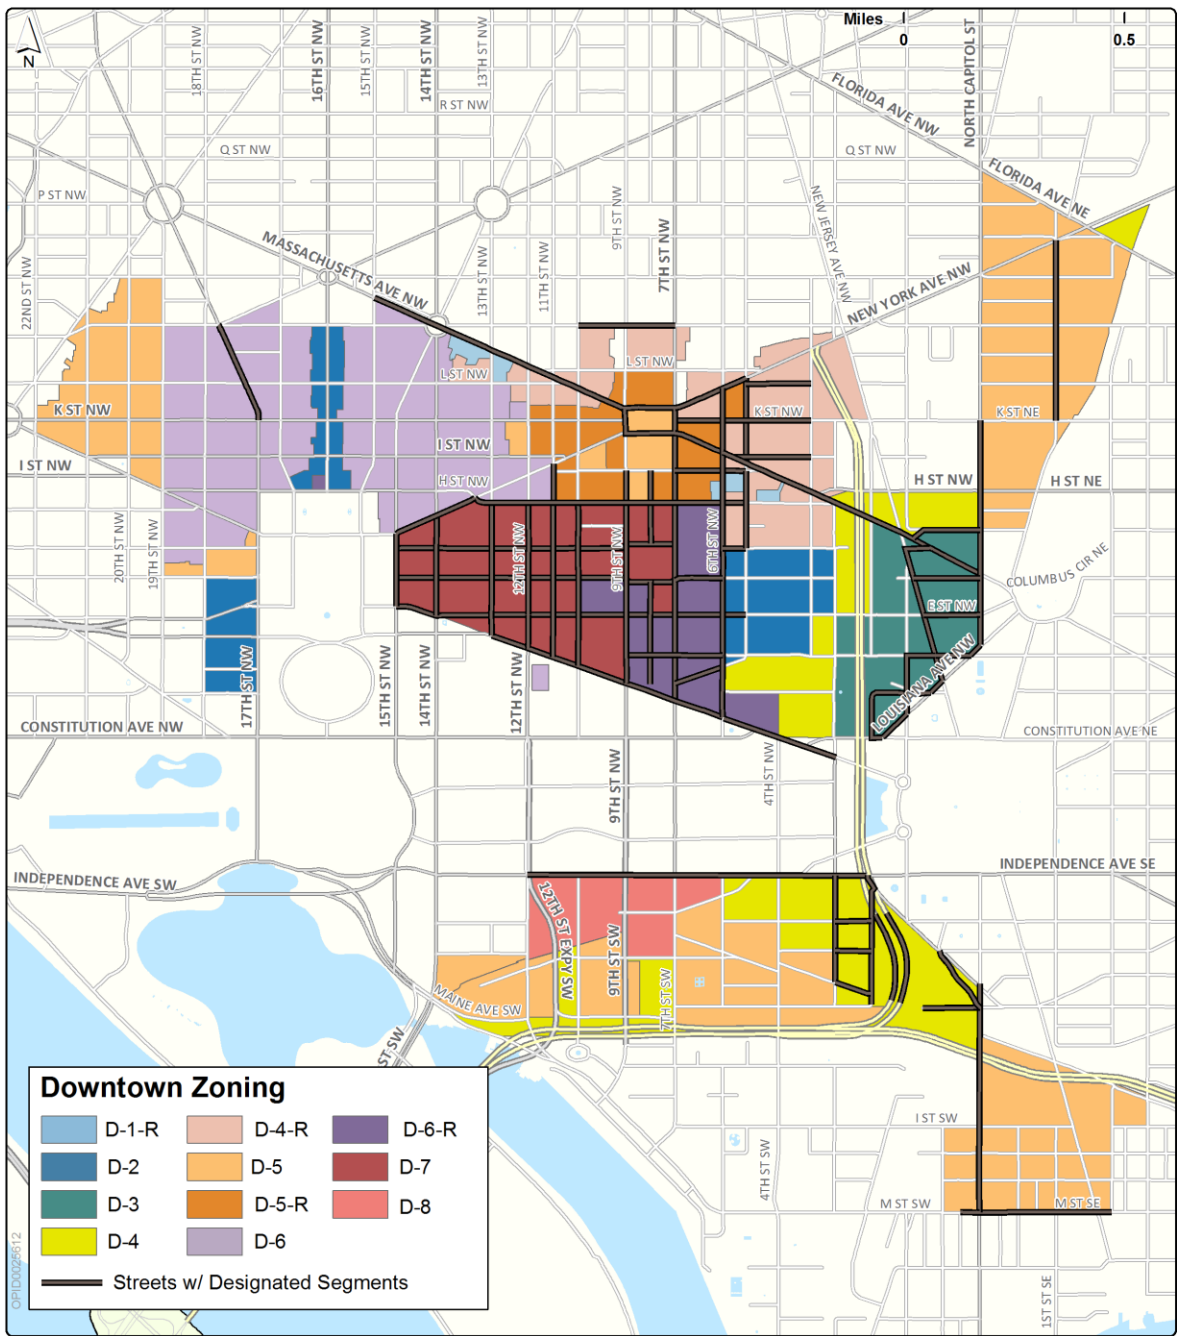 Miles
0
0.5
N
18TH ST NW
16TH ST NW
15TH ST NW
14TH ST NW
13TH ST NW
NORTH CAPITOL ST
R ST NW
FLORIDA AVE NW
Q ST NW
Q ST NW
FLORIDA AVE NE
P ST NW
9TH ST NW
NEW JERSEY AVE NW
7TH ST NW
MASSACHUSETTS AVE NW
13TH ST NW
11TH ST NW
22ND ST NW
NEW YORK AVE NW
L ST NW
L ST NW
K ST NW
K ST NW
K ST NE
I ST NW
I ST NW
H ST NW
H ST NW
H ST NE
20TH ST NW
19TH ST NW
12TH ST NW
9TH ST NW
6TH ST NW
COLUMBUS CIR NE
E ST NW
17TH ST NW
15TH ST NW
14TH ST NW
12TH ST NW
LOUISIANA AVE NW
CONSTITUTION AVE NW
CONSTITUTION AVE NE
9TH ST NW
4TH ST NW
INDEPENDENCE AVE SW
INDEPENDENCE AVE SE
12TH ST EXPY SW
9TH ST SW
7TH ST SW
MAINE AVE SW
ST SW
I ST SW
4TH ST SW
M ST SW
M ST SE
1ST ST SE
Downtown Zoning
D-1-R
D-4-R
D-6-R
D-2
D-5
D-7
D-3
D-5-R
D-8
D-4
D-6
Streets w/ Designated Segments